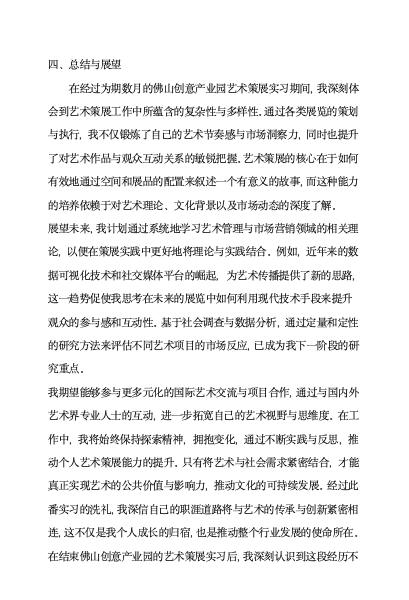 四、总结与展望
在经过为期数月的佛山创意产业园艺术策展实习期间，我深刻体
会到艺术策展工作中所蕴含的复杂性与多样性。通过各类展览的策划
与执行，我不仅锻炼了自己的艺术节奏感与市场洞察力，同时也提升
了对艺术作品与观众互动关系的敏锐把握。艺术策展的核心在于如何
有效地通过空间和展品的配置来叙述一个有意义的故事，而这种能力
的培养依赖于对艺术理论、文化背景以及市场动态的深度了解。
展望未来，我计划通过系统地学习艺术管理与市场营销领域的相关理
论，以便在策展实践中更好地将理论与实践结合。例如，近年来的数
据可视化技术和社交媒体平台的崛起，为艺术传播提供了新的思路，
这一趋势促使我思考在未来的展览中如何利用现代技术手段来提升
观众的参与感和互动性。基于社会调查与数据分析，通过定量和定性
的研究方法来评估不同艺术项目的市场反应，已成为我下一阶段的研
究重点。
我期望能够参与更多元化的国际艺术交流与项目合作，通过与国内外
艺术界专业人士的互动，进一步拓宽自己的艺术视野与思维度。在工
作中，我将始终保持探索精神，拥抱变化，通过不断实践与反思，推
动个人艺术策展能力的提升。只有将艺术与社会需求紧密结合，才能
真正实现艺术的公共价值与影响力，推动文化的可持续发展。经过此
番实习的洗礼，我深信自己的职涯道路将与艺术的传承与创新紧密相
连，这不仅是我个人成长的归宿，也是推动整个行业发展的使命所在。
在结束佛山创意产业园的艺术策展实习后，我深刻认识到这段经历不